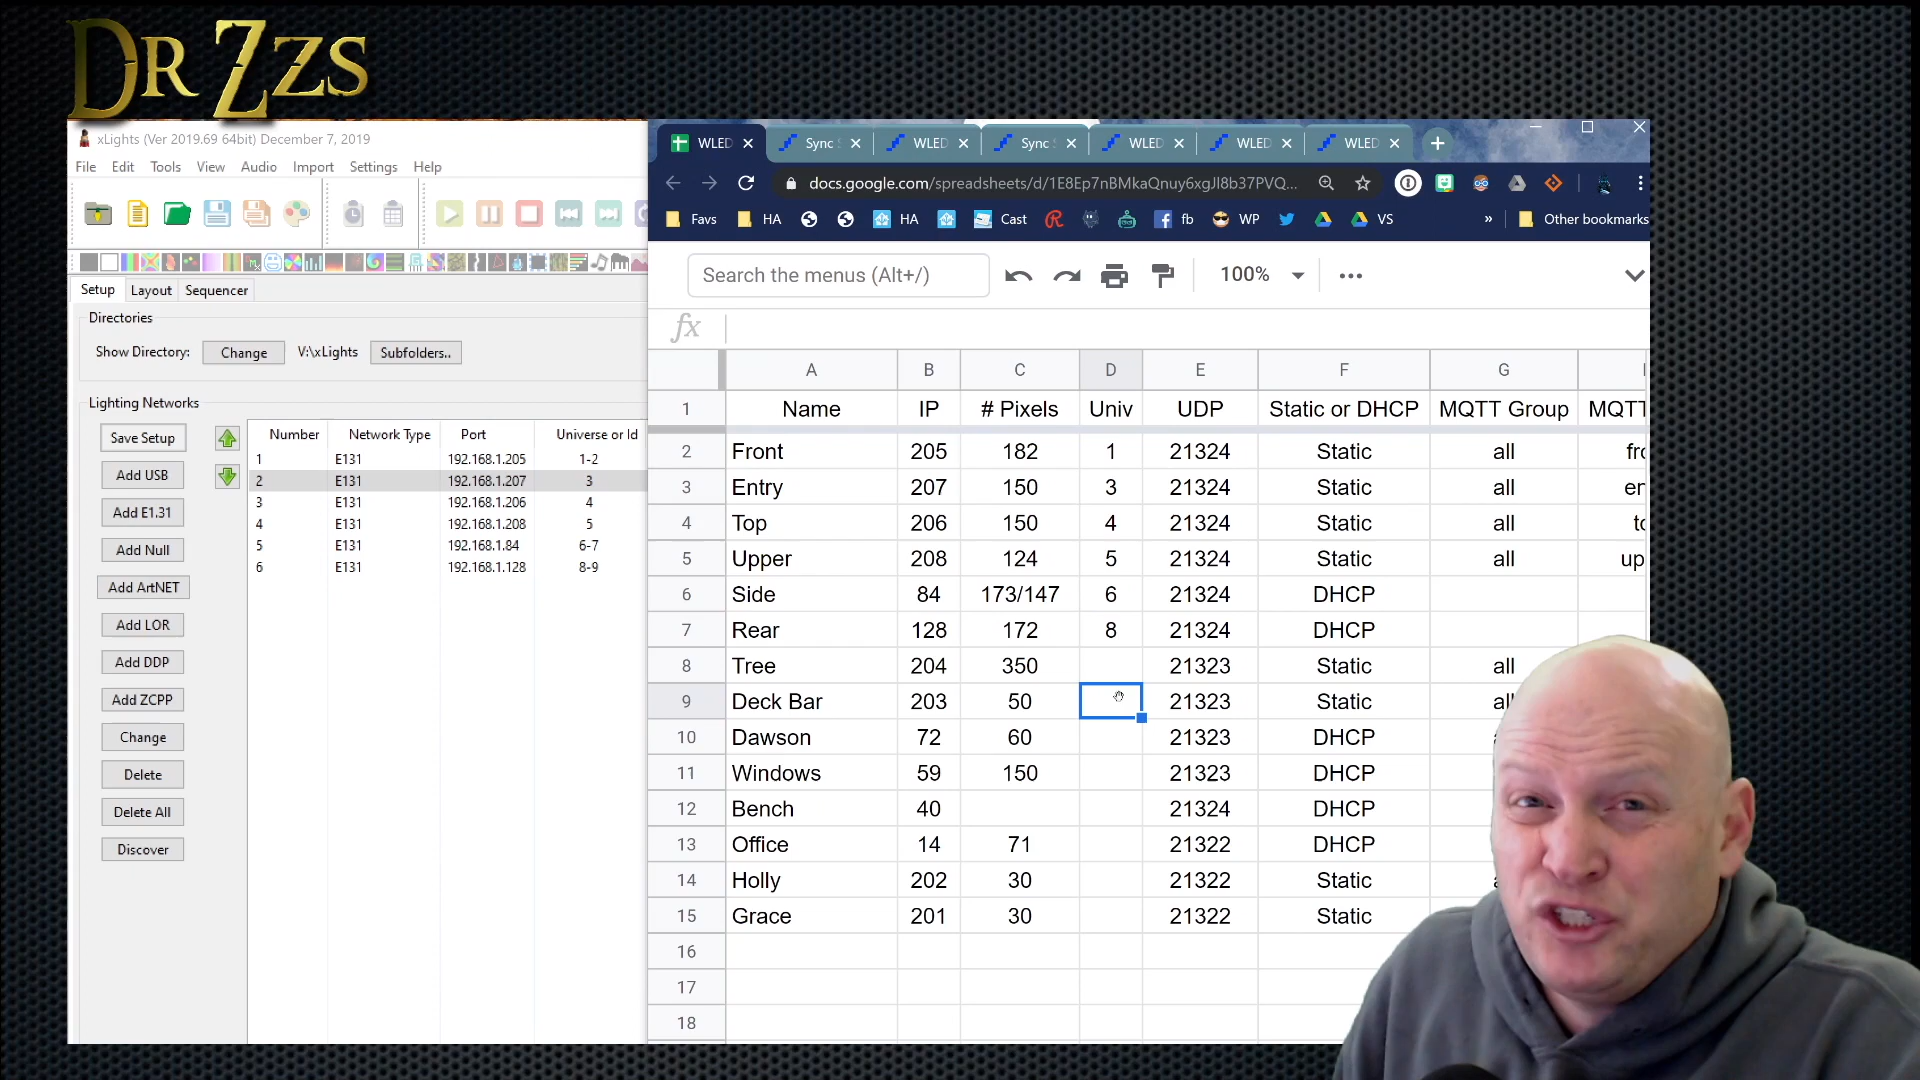 DR ZZS
xLights (Ver 2019.69 64bit) December 7, 2019
File Edit Tools View Audio Import Settings Help
Setup Layout Sequencer
Directories
Show Directory: Change V:\xLights Subfolders..
Lighting Networks
Save Setup
Add USB
Add E1.31
Add Null
Add ArtNET
Add LOR
Add DDP
Add ZCPP
Change
Delete
Delete All
Discover
Number Network Type Port Universe or Id
1 E131 192.168.1.205 1-2
2 E131 192.168.1.207 3
3 E131 192.168.1.206 4
4 E131 192.168.1.208 5
5 E131 192.168.1.84 6-7
6 E131 192.168.1.128 8-9
WLED Sync WLED Sync WLED WLED WLED
docs.google.com/spreadsheets/d/1E8Ep7nBMkaQnuy6xgJl8b37PVQ...
Favs HA HA Cast fb WP VS » Other bookmarks
Search the menus (Alt+/) 100%
fx
A B C D E F G
1 Name IP # Pixels Univ UDP Static or DHCP MQTT Group MQTT
2 Front 205 182 1 21324 Static all fro
3 Entry 207 150 3 21324 Static all en
4 Top 206 150 4 21324 Static all to
5 Upper 208 124 5 21324 Static all up
6 Side 84 173/147 6 21324 DHCP
7 Rear 128 172 8 21324 DHCP
8 Tree 204 350 21323 Static all
9 Deck Bar 203 50 21323 Static all
10 Dawson 72 60 21323 DHCP
11 Windows 59 150 21323 DHCP
12 Bench 40 21324 DHCP
13 Office 14 71 21322 DHCP
14 Holly 202 30 21322 Static
15 Grace 201 30 21322 Static
16
17
18